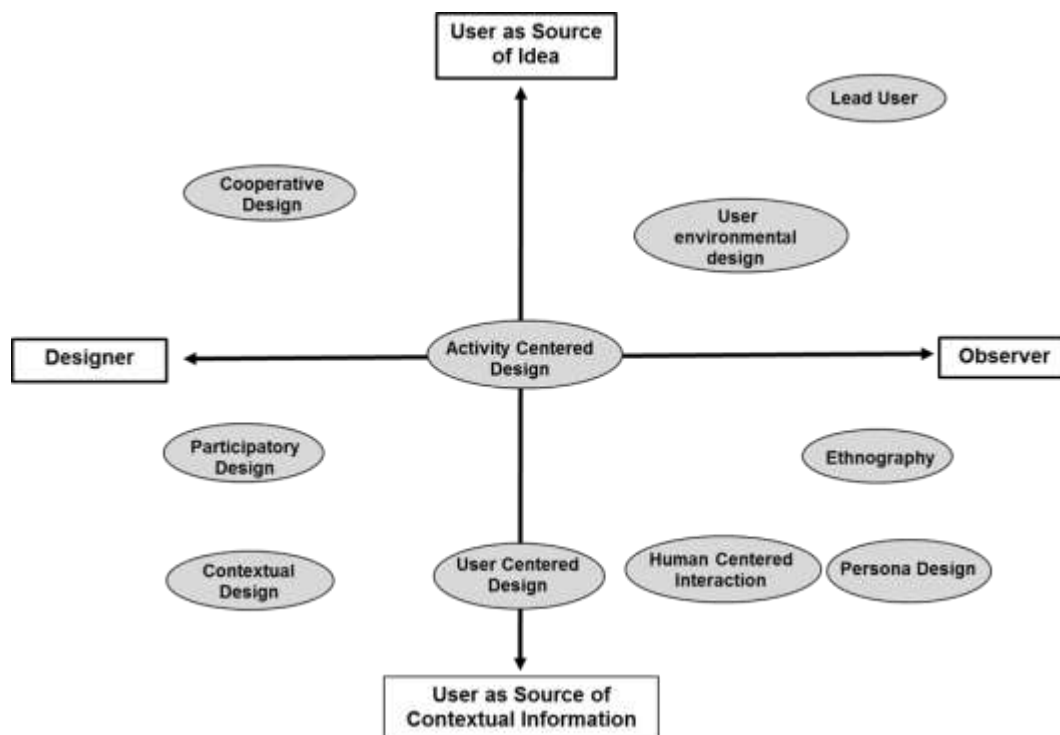 User as Source
of Idea
Lead User
Cooperative
Design
User
environmental
design
Designer
Activity Centered
Design
Observer
Participatory
Design
Ethnography
Contextual
Design
User Centered
Design
Human Centered
Interaction
Persona Design
User as Source of
Contextual Information